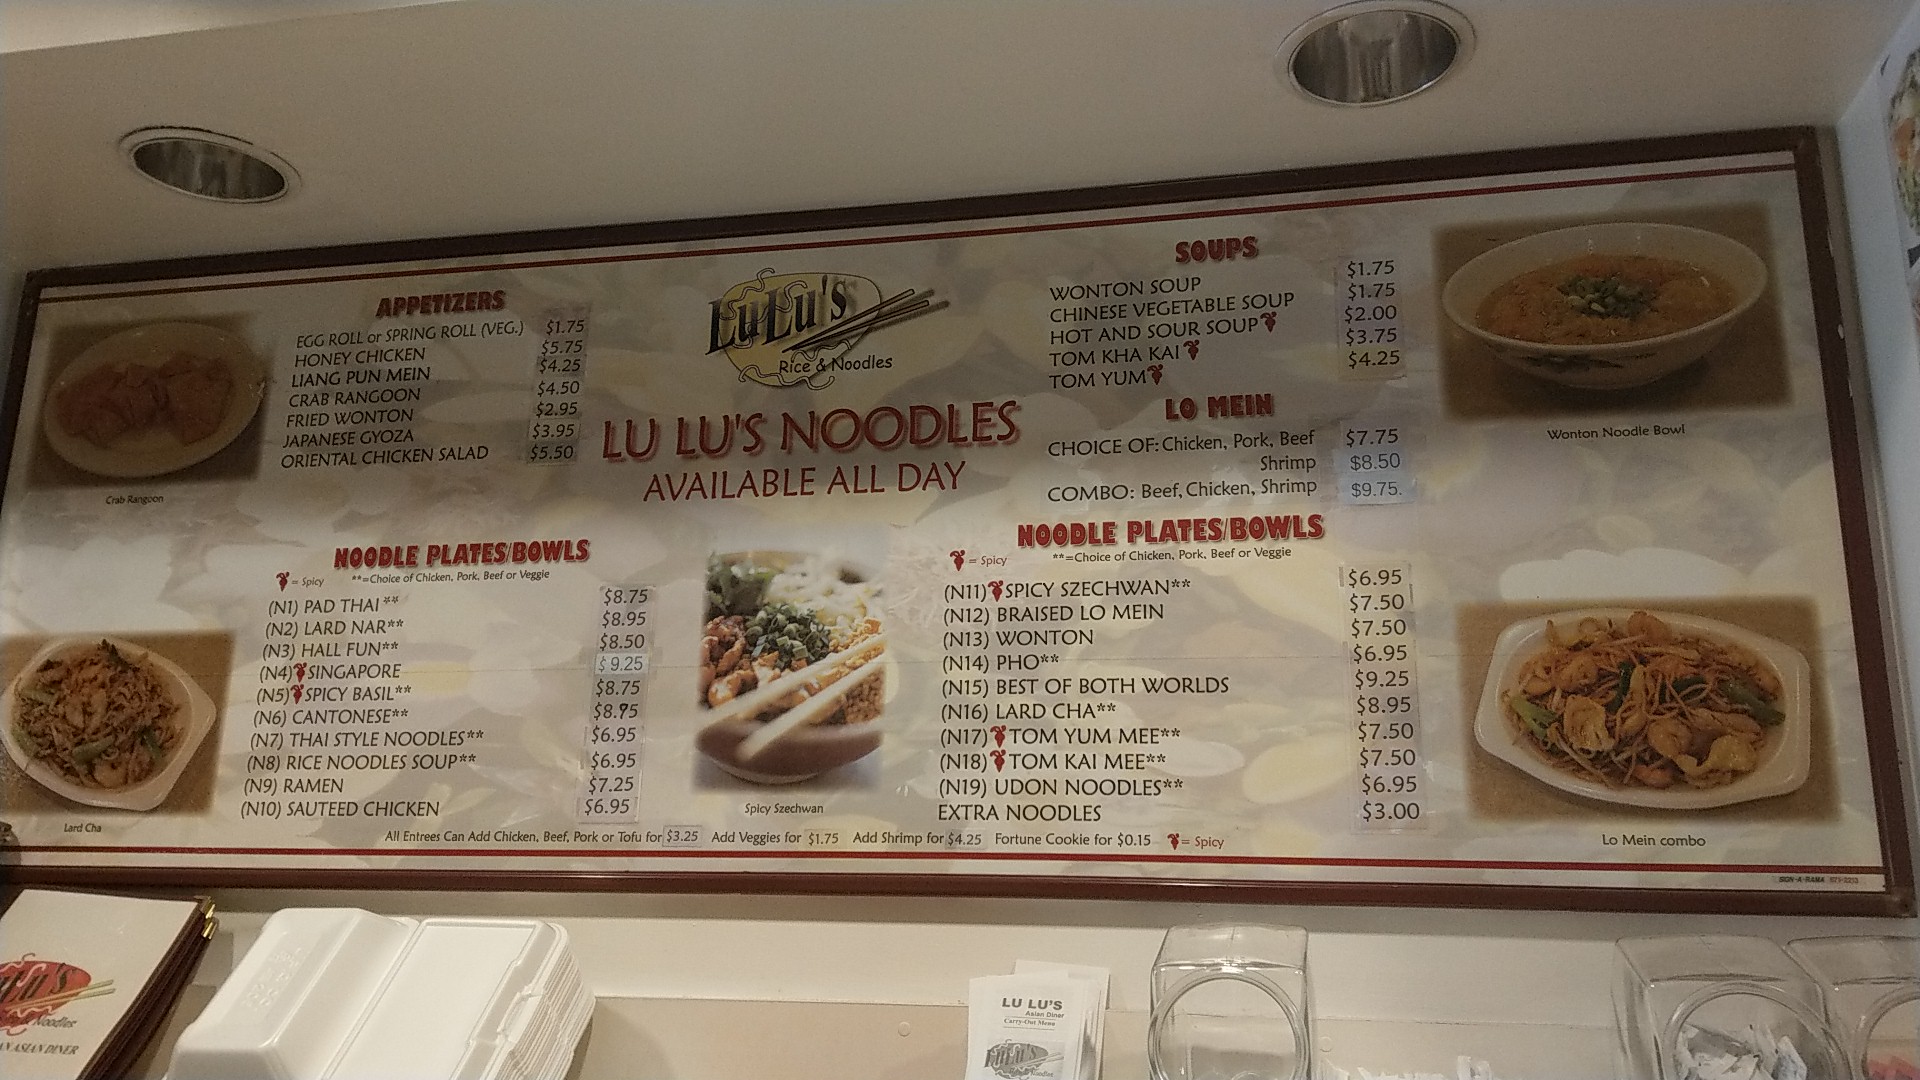 APPETIZERS
EGG ROLL or SPRING ROLL (VEG.) $1.75
HONEY CHICKEN $5.75
LIANG PUN MEIN $4.25
CRAB RANGOON $4.50
FRIED WONTON $2.95
JAPANESE GYOZA $3.95
ORIENTAL CHICKEN SALAD $5.50
Crab Rangoon
LuLu's
Rice & Noodles
LU LU'S NOODLES
AVAILABLE ALL DAY
SOUPS
WONTON SOUP $1.75
CHINESE VEGETABLE SOUP $1.75
HOT AND SOUR SOUP $2.00
TOM KHA KAI $3.75
TOM YUM $4.25
LO MEIN
CHOICE OF: Chicken, Pork, Beef $7.75
Shrimp $8.50
COMBO: Beef, Chicken, Shrimp $9.75.
Wonton Noodle Bowl
NOODLE PLATES/BOWLS
= Spicy **=Choice of Chicken, Pork, Beef or Veggie
(N1) PAD THAI** $8.75
(N2) LARD NAR** $8.95
(N3) HALL FUN** $8.50
(N4) SINGAPORE $9.25
(N5) SPICY BASIL** $8.75
(N6) CANTONESE** $8.95
(N7) THAI STYLE NOODLES** $6.95
(N8) RICE NOODLES SOUP** $6.95
(N9) RAMEN $7.25
(N10) SAUTEED CHICKEN $6.95
Lard Cha
Spicy Szechwan
NOODLE PLATES/BOWLS
= Spicy **=Choice of Chicken, Pork, Beef or Veggie
(N11) SPICY SZECHWAN** $6.95
(N12) BRAISED LO MEIN $7.50
(N13) WONTON $7.50
(N14) PHO** $6.95
(N15) BEST OF BOTH WORLDS $9.25
(N16) LARD CHA** $8.95
(N17) TOM YUM MEE** $7.50
(N18) TOM KAI MEE** $7.50
(N19) UDON NOODLES** $6.95
EXTRA NOODLES $3.00
Lo Mein combo
All Entrees Can Add Chicken, Beef, Pork or Tofu for $3.25 Add Veggies for $1.75 Add Shrimp for $4.25 Fortune Cookie for $0.15 = Spicy
SIGN-A-RAMA
Noodles
ASIAN DINER
LU LU'S
Asian Diner
Carry-Out Menu
LuLu's